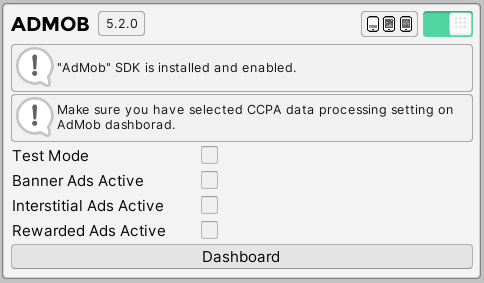 ADMOB 5.2.0
"AdMob" SDK is installed and enabled.
Make sure you have selected CCPA data processing setting on
AdMob dashborad.
Test Mode
Banner Ads Active
Interstitial Ads Active
Rewarded Ads Active
Dashboard